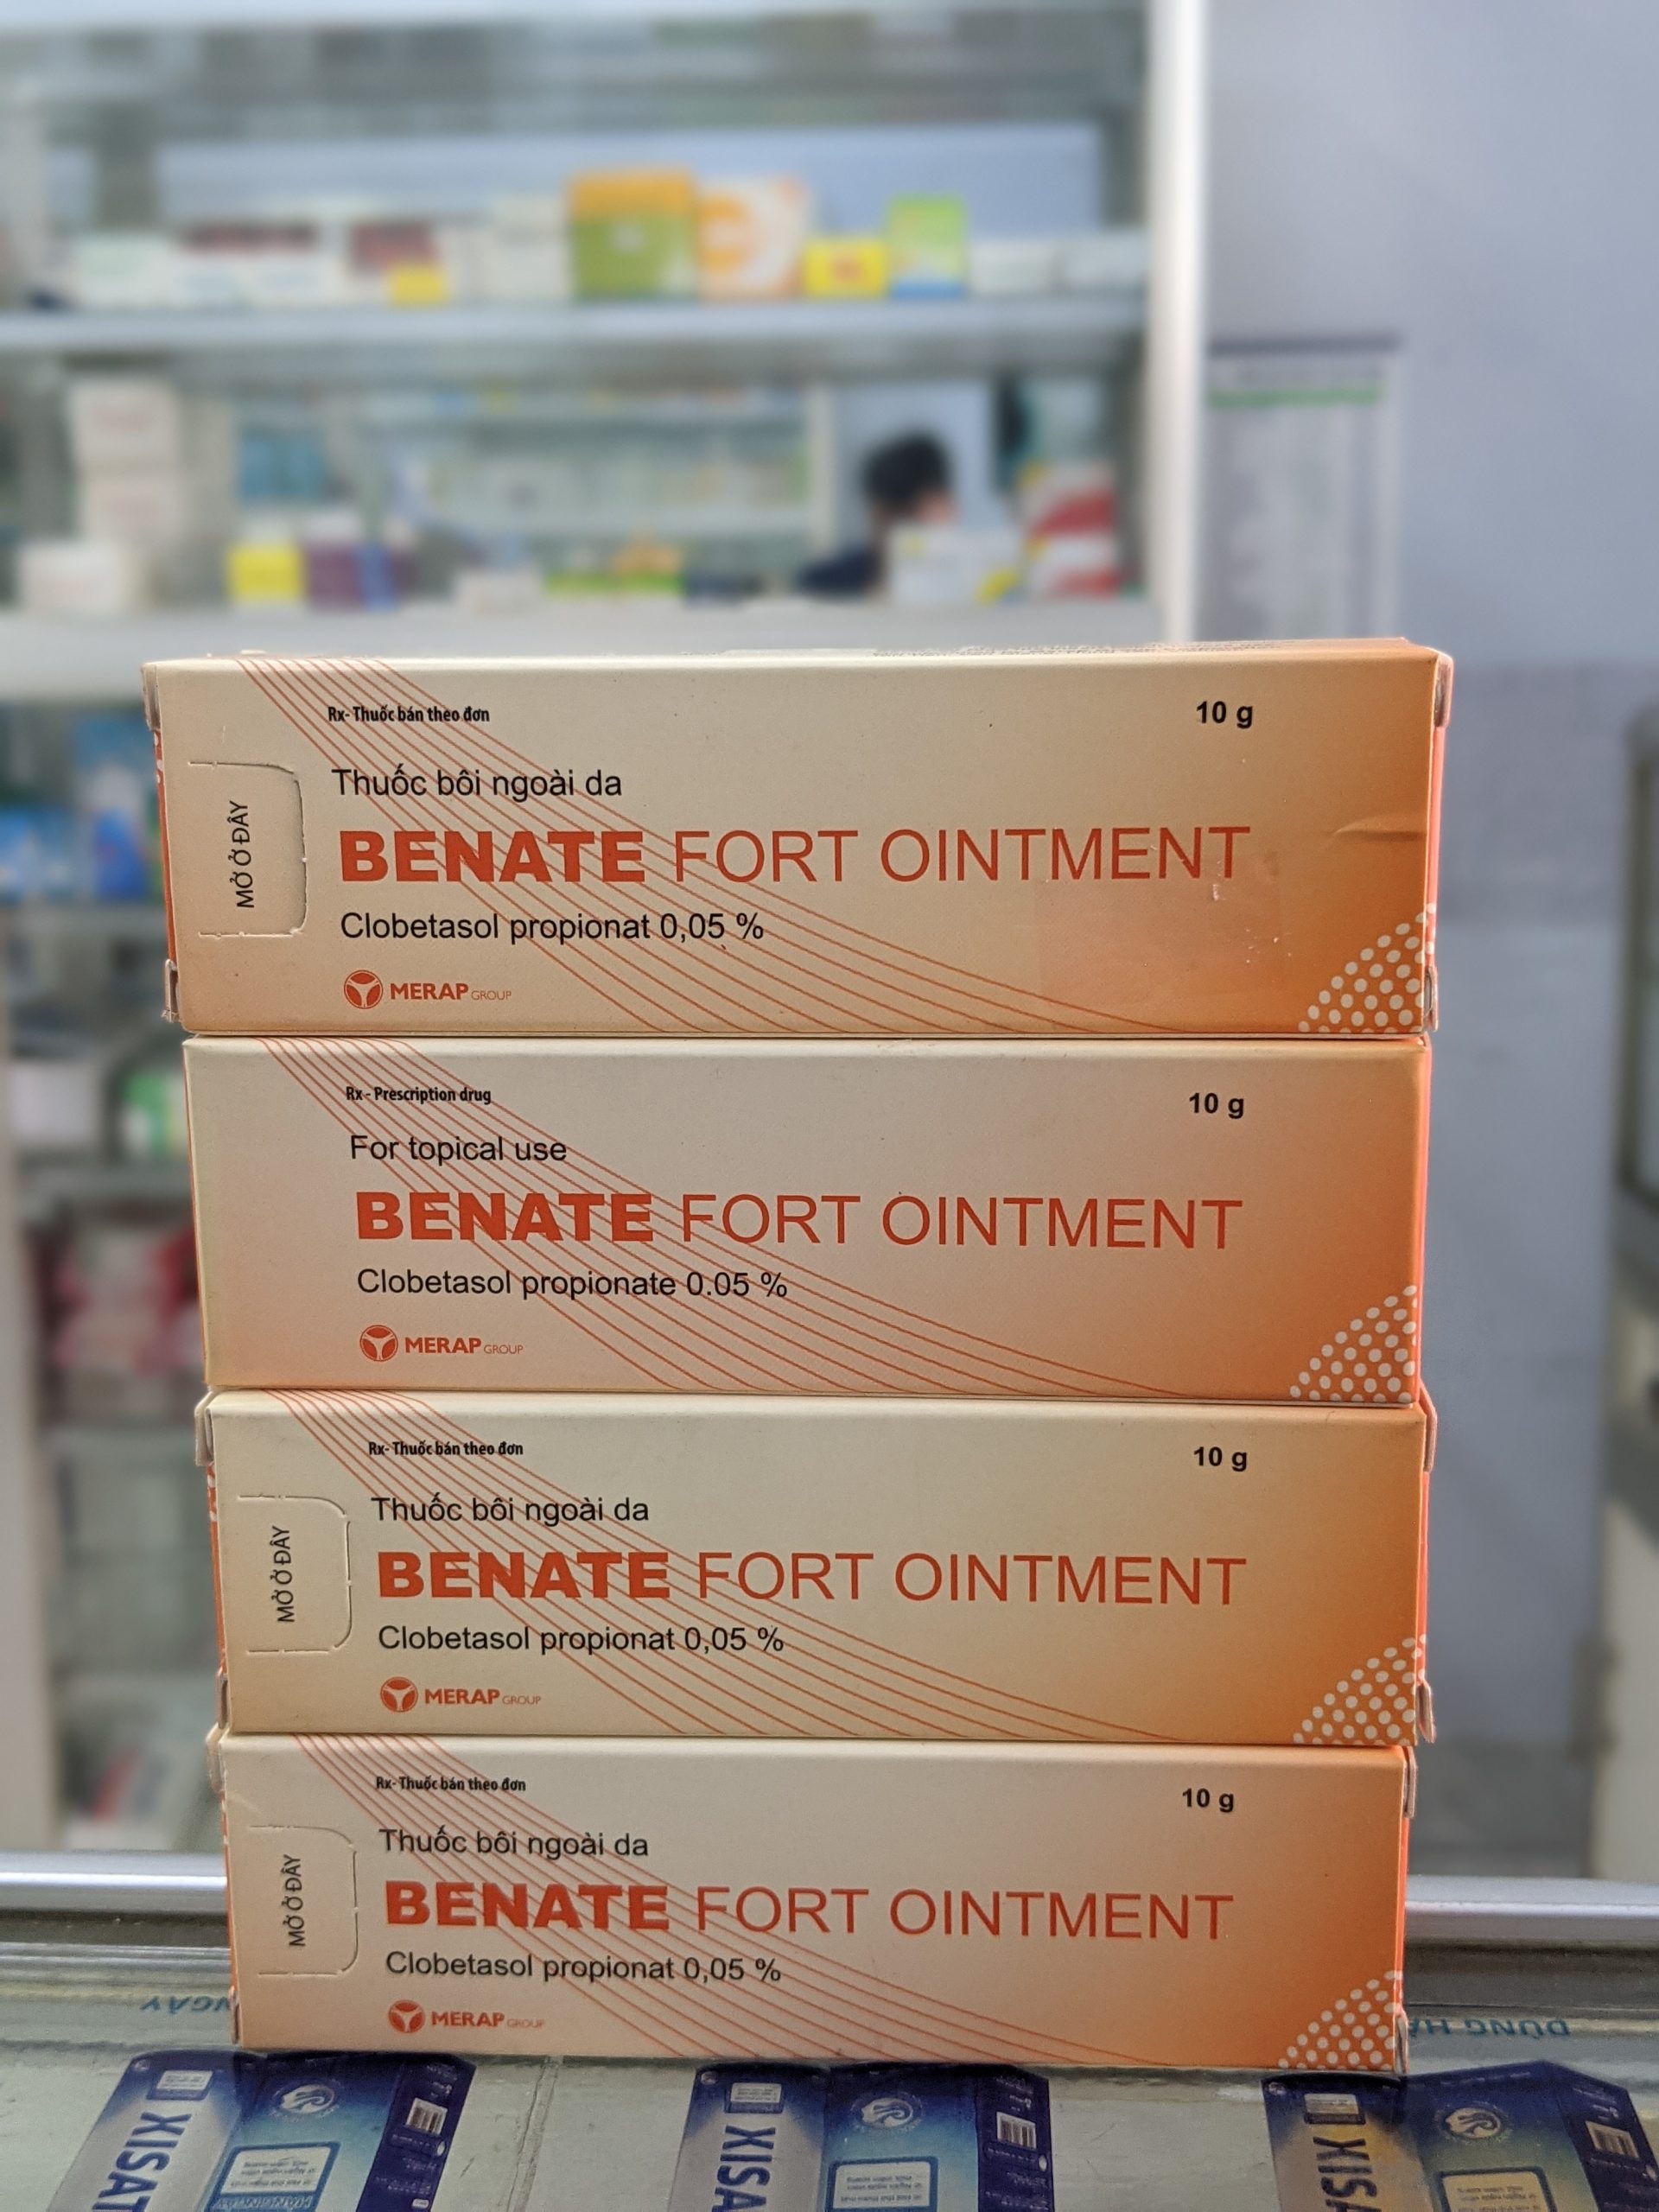 Rx- Thuốc bán theo đơn
10 g
Thuốc bôi ngoài da
MỞ Ở ĐÂY
BENATE FORT OINTMENT
Clobetasol propionat 0,05 %
MERAP GROUP
Rx - Prescription drug
10 g
For topical use
BENATE FORT OINTMENT
Clobetasol propionate 0.05 %
MERAP GROUP
Rx- Thuốc bán theo đơn
10 g
Thuốc bôi ngoài da
MỞ Ở ĐÂY
BENATE FORT OINTMENT
Clobetasol propionat 0,05 %
MERAP GROUP
Rx- Thuốc bán theo đơn
10 g
Thuốc bôi ngoài da
MỞ Ở ĐÂY
BENATE FORT OINTMENT
Clobetasol propionat 0,05 %
MERAP GROUP
XISAT
XISA
XISA